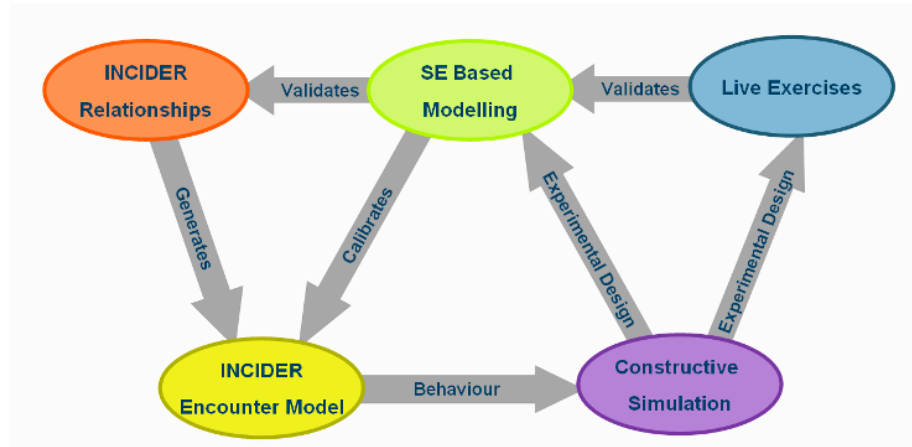 INCIDER
Relationships
Validates
SE Based
Modelling
Validates
Live Exercises
Generates
Calibrates
Experimental Design
Experimental Design
INCIDER
Encounter Model
Behaviour
Constructive
Simulation